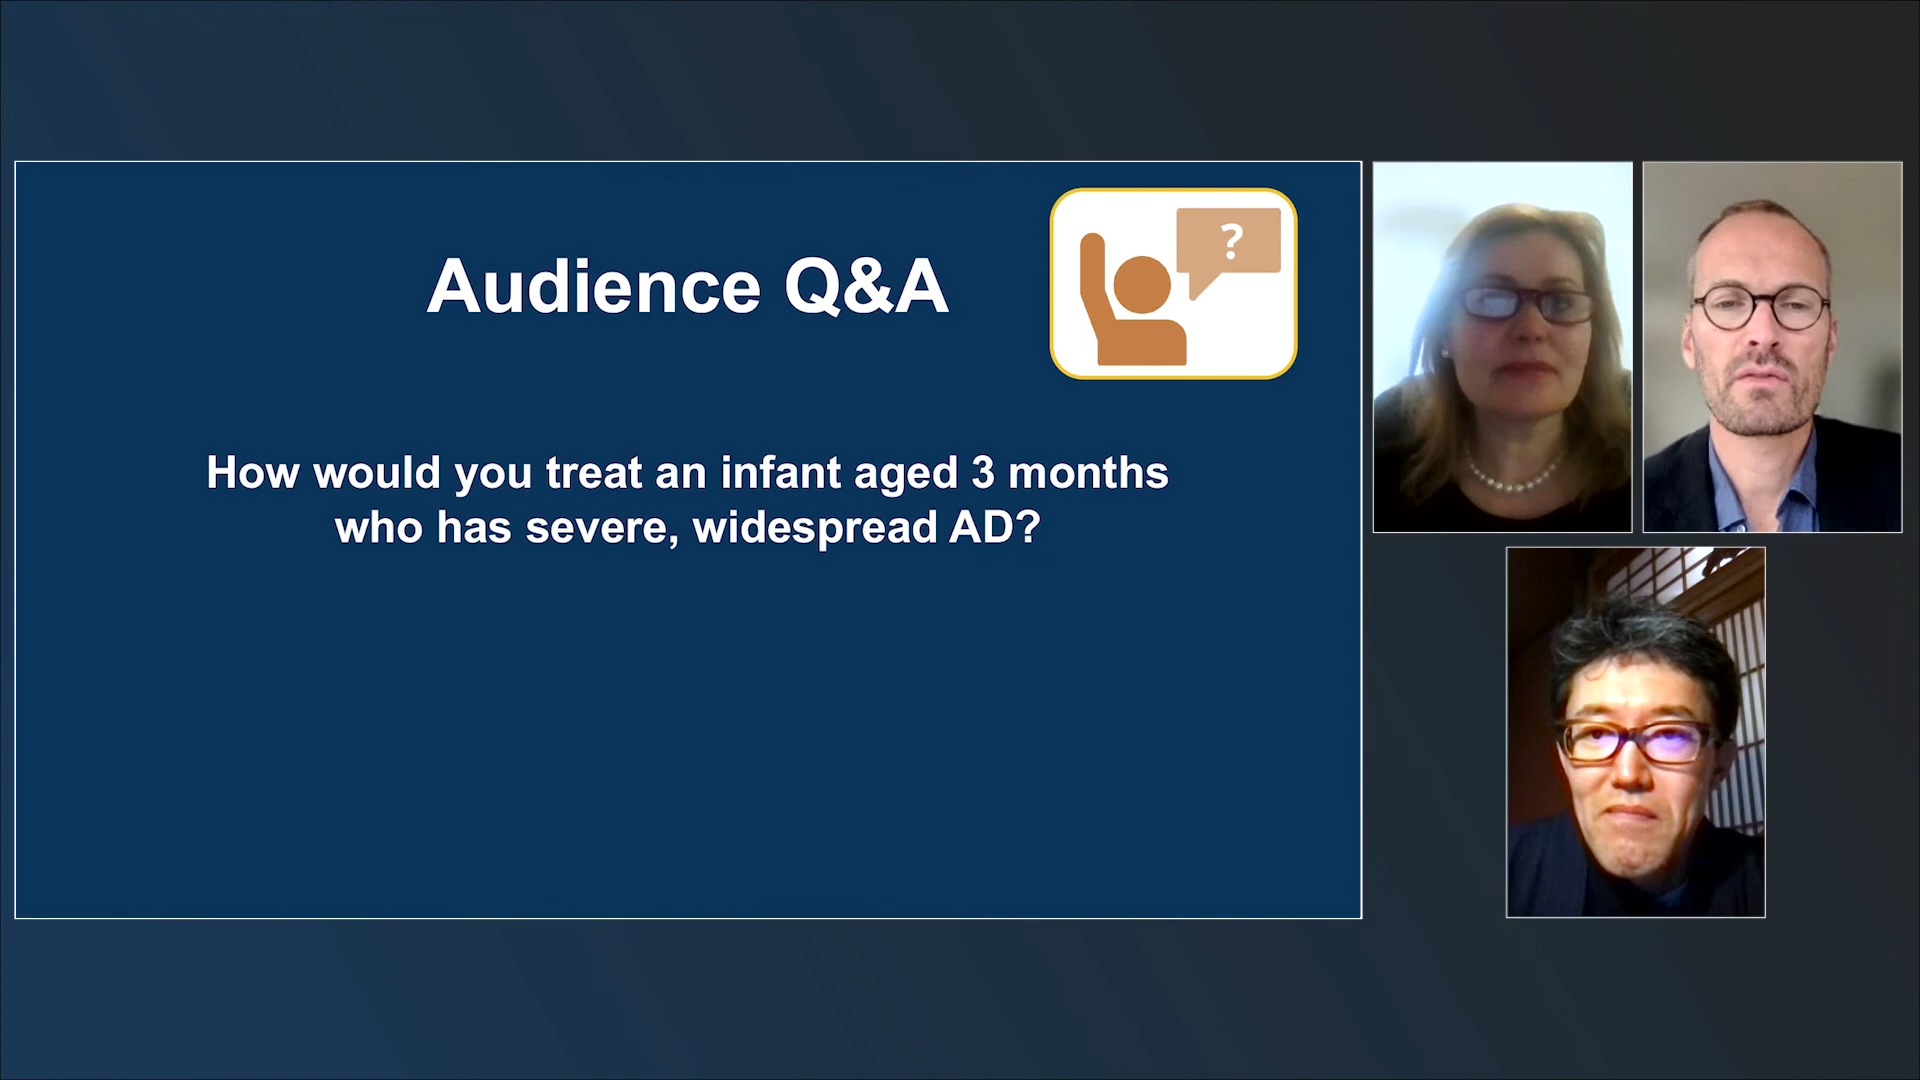 Audience Q&A
?
How would you treat an infant aged 3 months
who has severe, widespread AD?